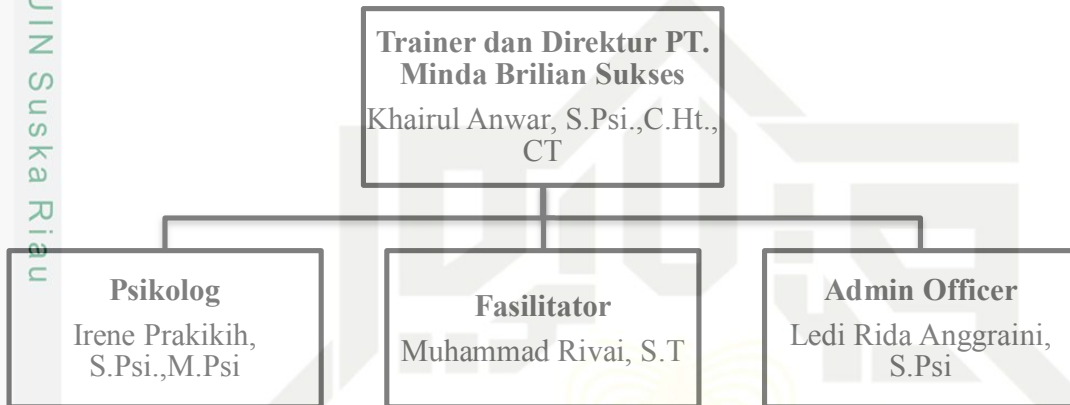 UIN Suska Riau
Trainer dan Direktur PT.
Minda Brilian Sukses
Khairul Anwar, S.Psi.,C.Ht.,
CT
Psikolog
Irene Prakikih,
S.Psi.,M.Psi
Fasilitator
Muhammad Rivai, S.T
Admin Officer
Ledi Rida Anggraini,
S.Psi